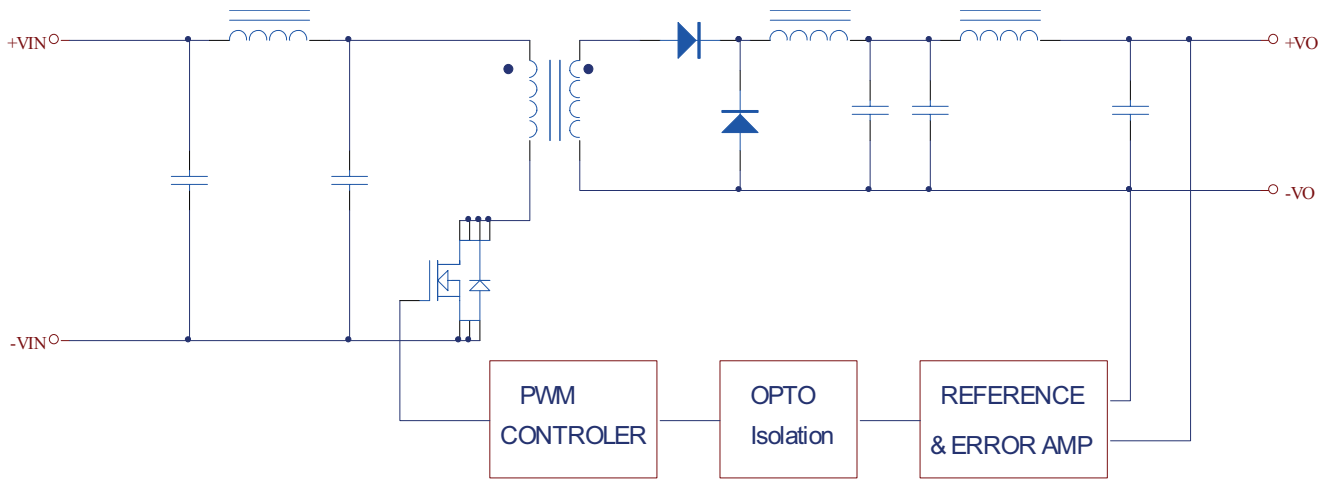 +VIN
+VO
-VO
-VIN
PWM
CONTROLER
OPTO
Isolation
REFERENCE
& ERROR AMP